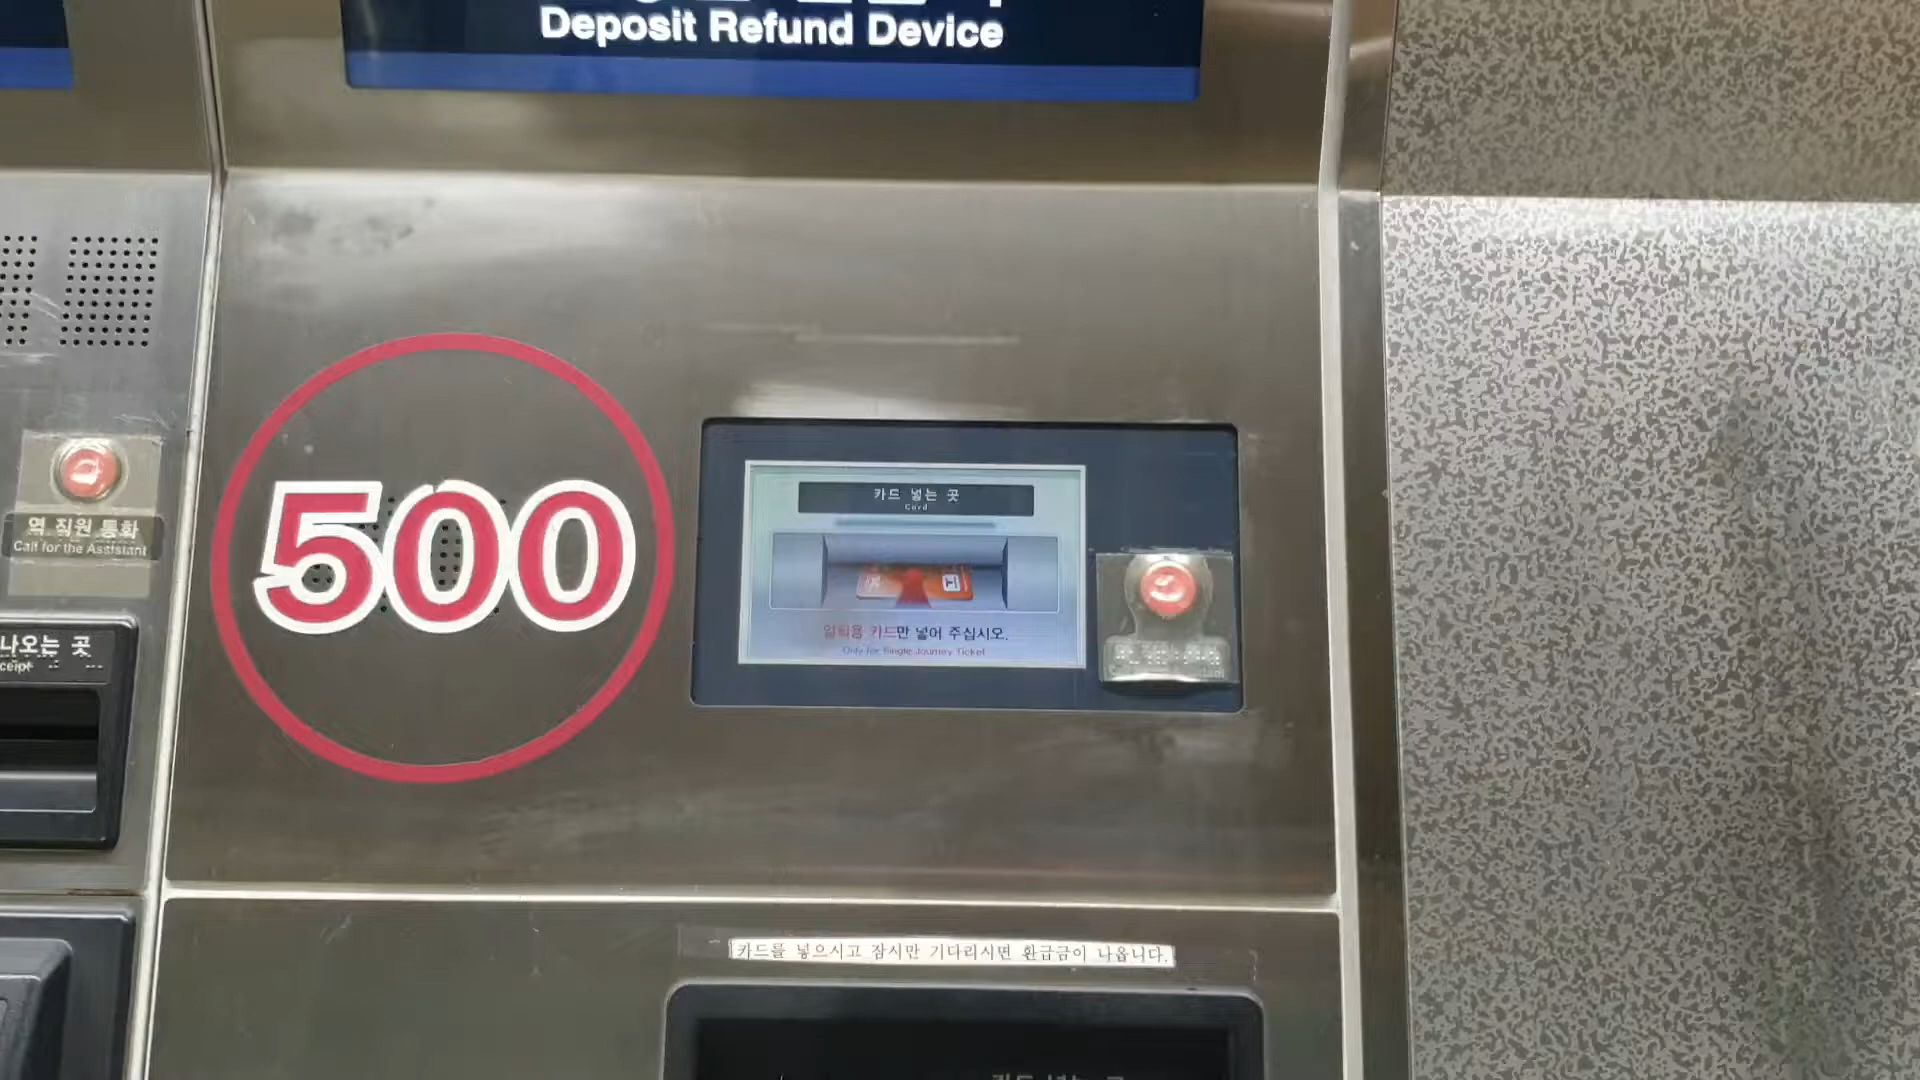 Deposit Refund Device
역 직원 통화
Call for the Assistant
나오는 곳
500
카드 넣는 곳
Card
일회용 카드만 넣어 주십시오.
Only for Single Journey Ticket
카드를 넣으시고 잠시만 기다리시면 환급금이 나옵니다.